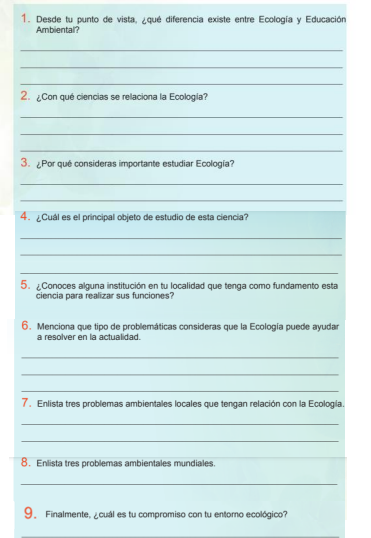 1. Desde tu punto de vista, ¿qué diferencia existe entre Ecología y Educación
Ambiental?
2. ¿Con qué ciencias se relaciona la Ecología?
3. ¿Por qué consideras importante estudiar Ecología?
4. ¿Cuál es el principal objeto de estudio de esta ciencia?
5. ¿Conoces alguna institución en tu localidad que tenga como fundamento esta
ciencia para realizar sus funciones?
6. Menciona que tipo de problemáticas consideras que la Ecología puede ayudar
a resolver en la actualidad.
7. Enlista tres problemas ambientales locales que tengan relación con la Ecología.
8. Enlista tres problemas ambientales mundiales.
9. Finalmente, ¿cuál es tu compromiso con tu entorno ecológico?